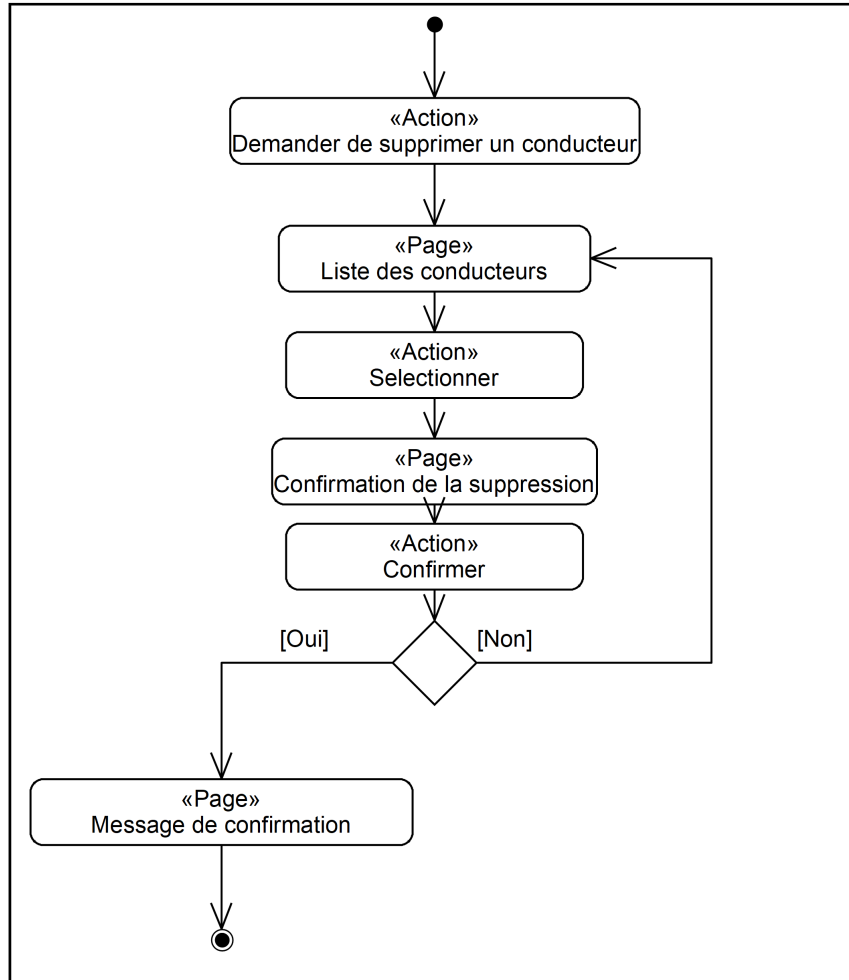 «Action»
Demander de supprimer un conducteur
«Page»
Liste des conducteurs
«Action»
Selectionner
«Page»
Confirmation de la suppression
«Action»
Confirmer
[Oui]
[Non]
«Page»
Message de confirmation